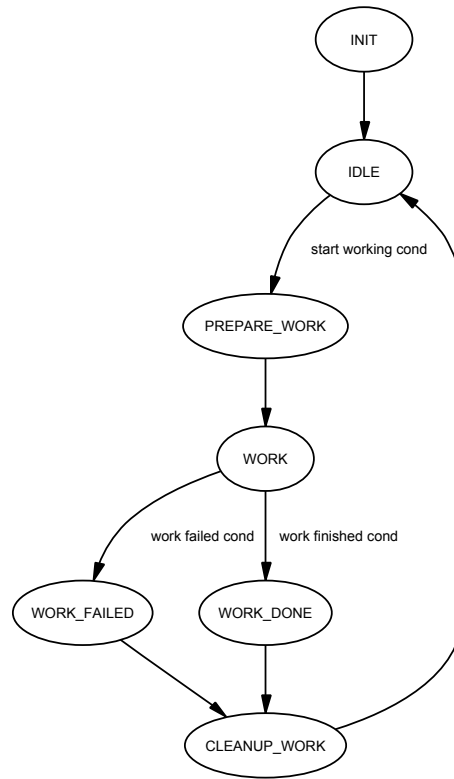 INIT
IDLE
start working cond
PREPARE_WORK
WORK
work failed cond
work finished cond
WORK_FAILED
WORK_DONE
CLEANUP_WORK